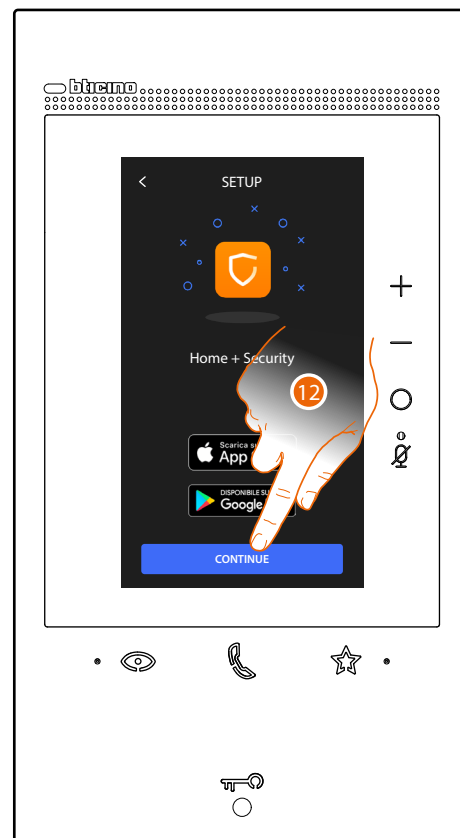 bticino
SETUP
Home + Security
12
Scarica su
App
DISPONIBILE SU
Google
CONTINUE